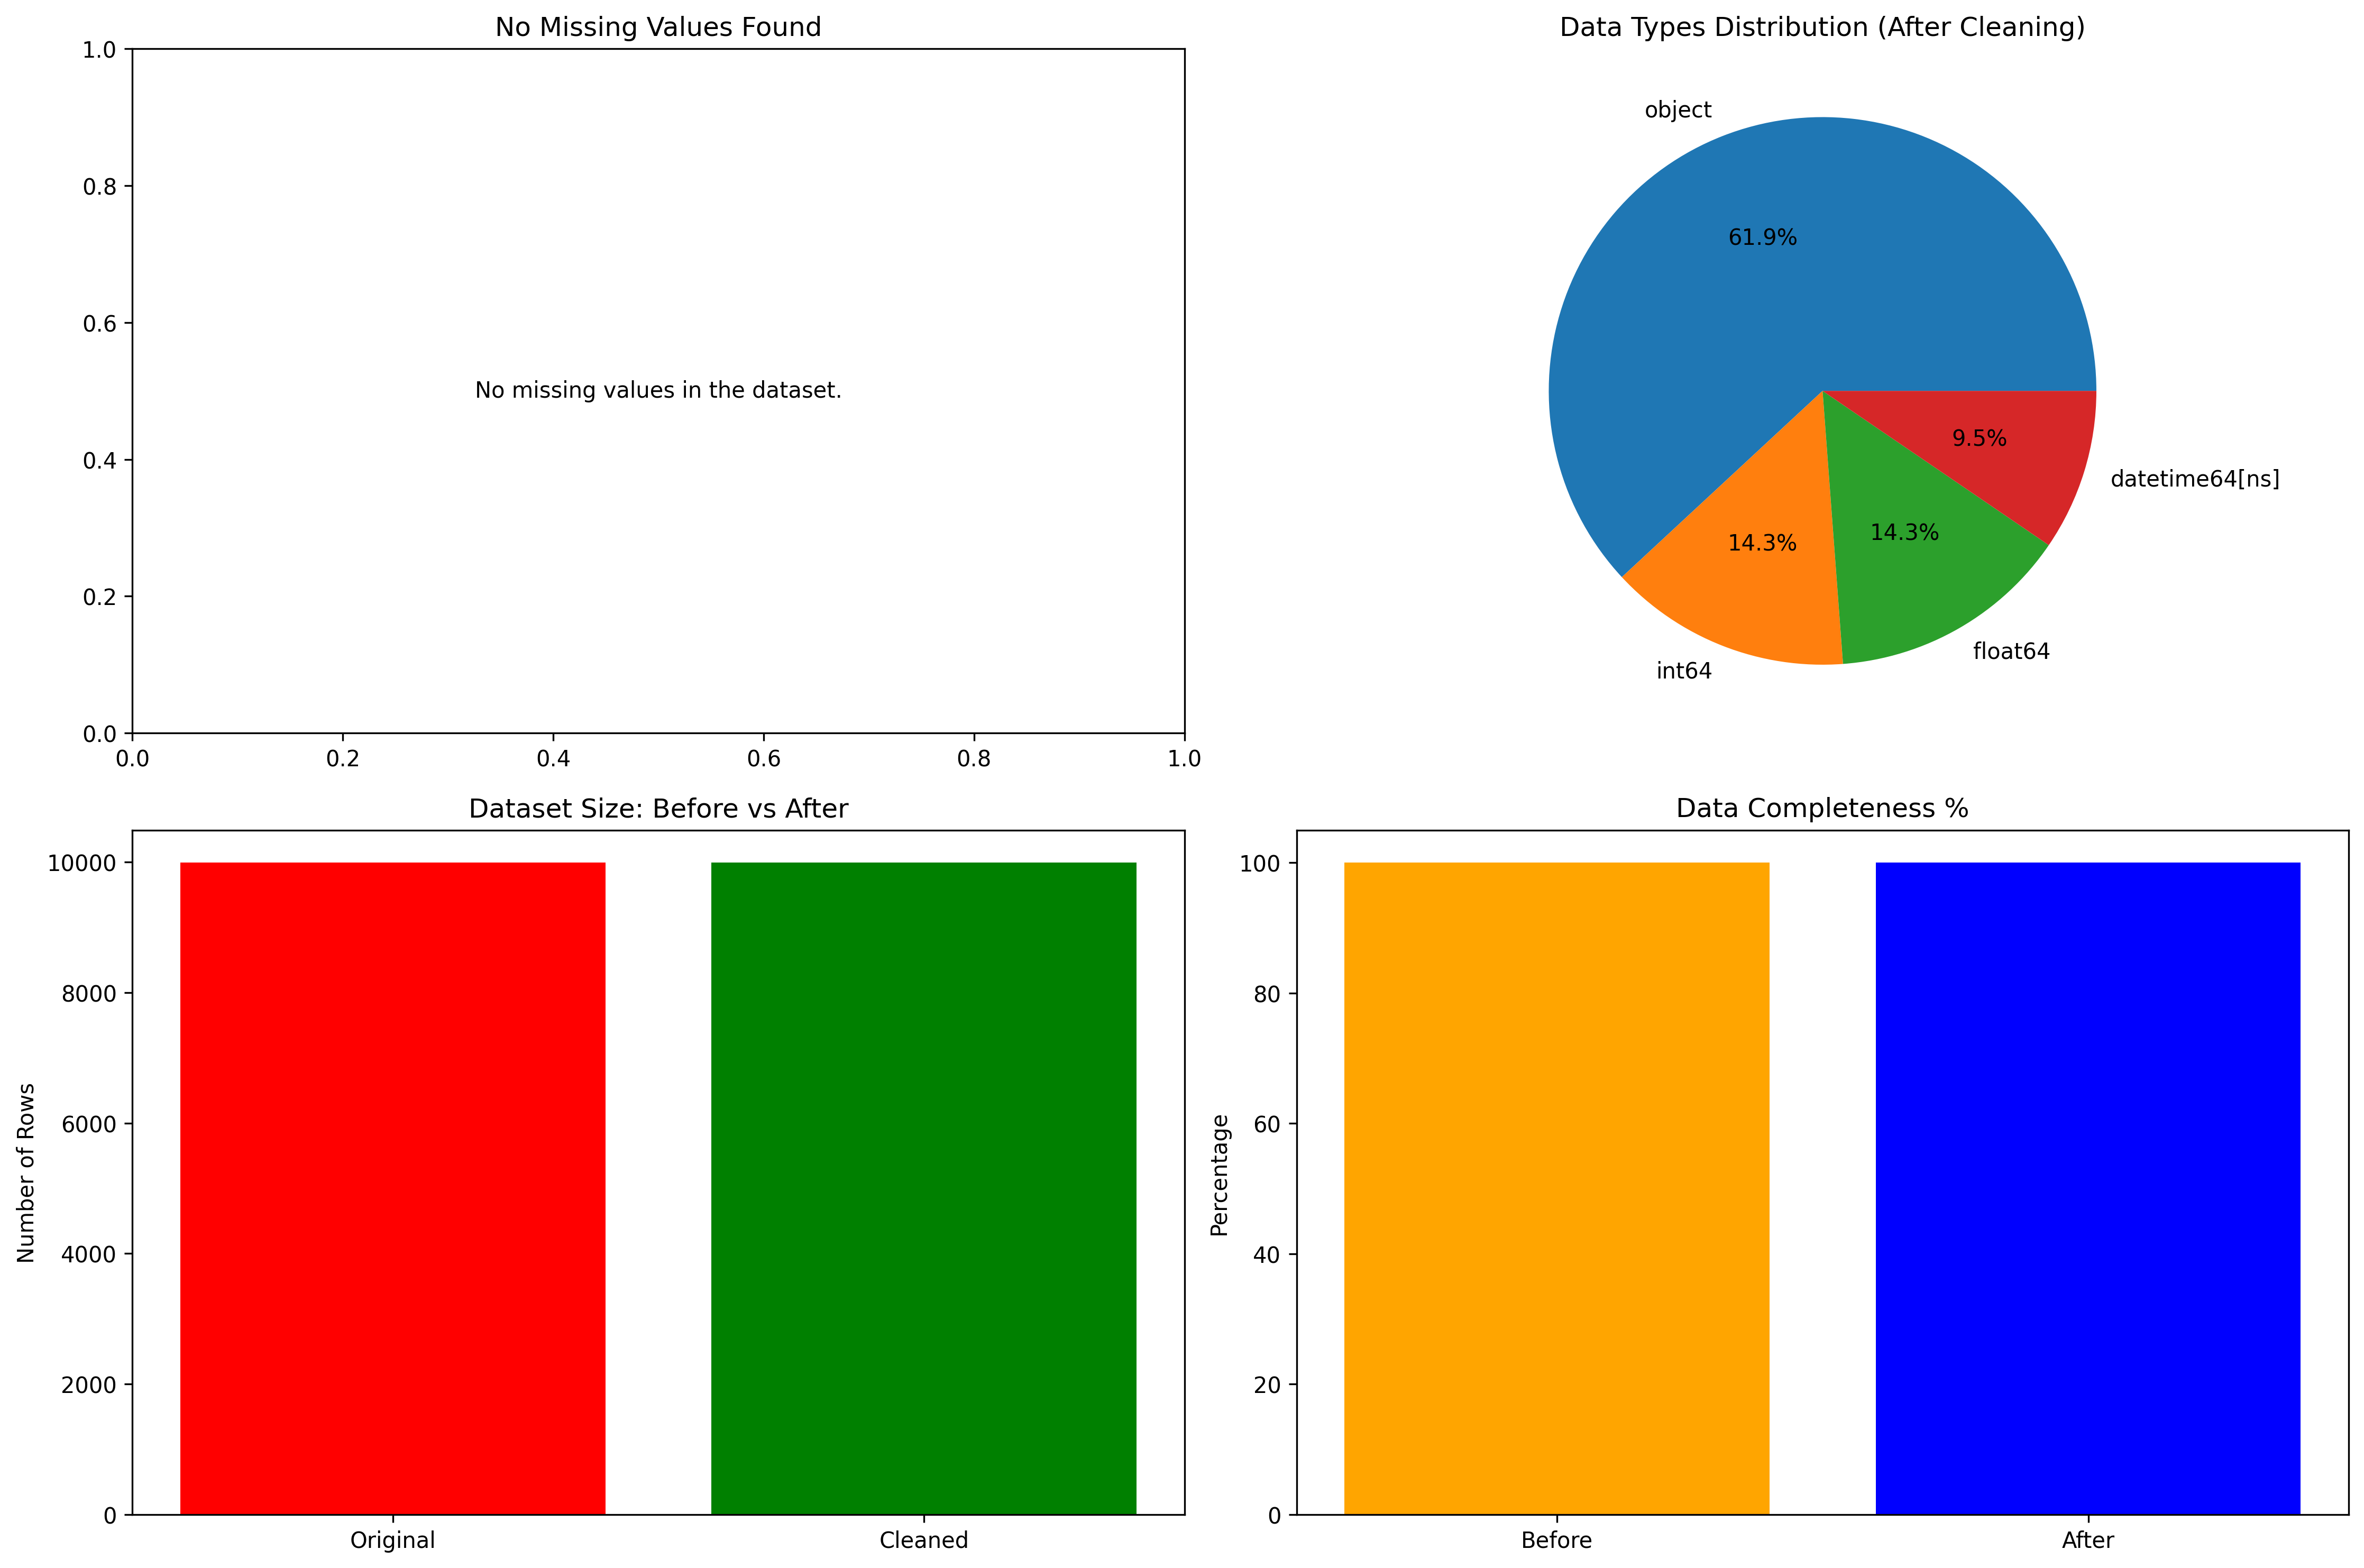 No Missing Values Found
1.0
0.8
0.6
0.4
0.2
0.0
No missing values in the dataset.
0.0 0.2 0.4 0.6 0.8 1.0
Data Types Distribution (After Cleaning)
object
61.9%
9.5%
datetime64[ns]
14.3%
14.3%
float64
int64
Dataset Size: Before vs After
Number of Rows
10000
8000
6000
4000
2000
0
Original Cleaned
Data Completeness %
Percentage
100
80
60
40
20
0
Before After